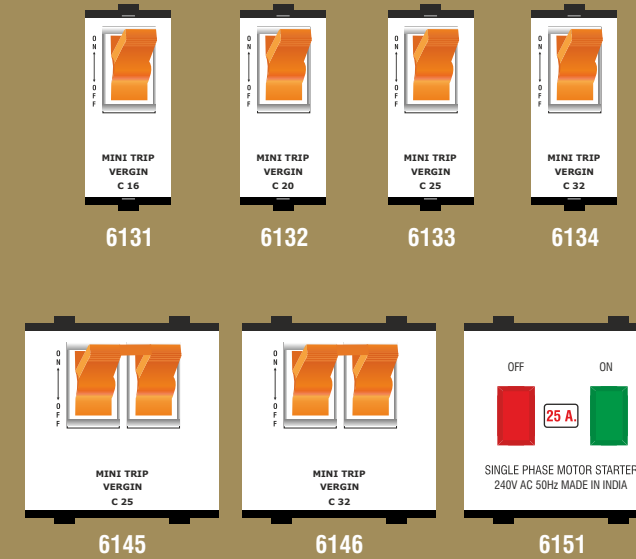 ON
OFF
MINI TRIP
VERGIN
C 16
6131
ON
OFF
MINI TRIP
VERGIN
C 20
6132
ON
OFF
MINI TRIP
VERGIN
C 25
6133
ON
OFF
MINI TRIP
VERGIN
C 32
6134
ON
OFF
MINI TRIP
VERGIN
C 25
6145
ON
OFF
MINI TRIP
VERGIN
C 32
6146
OFF
ON
25 A.
SINGLE PHASE MOTOR STARTER
240V AC 50Hz MADE IN INDIA
6151